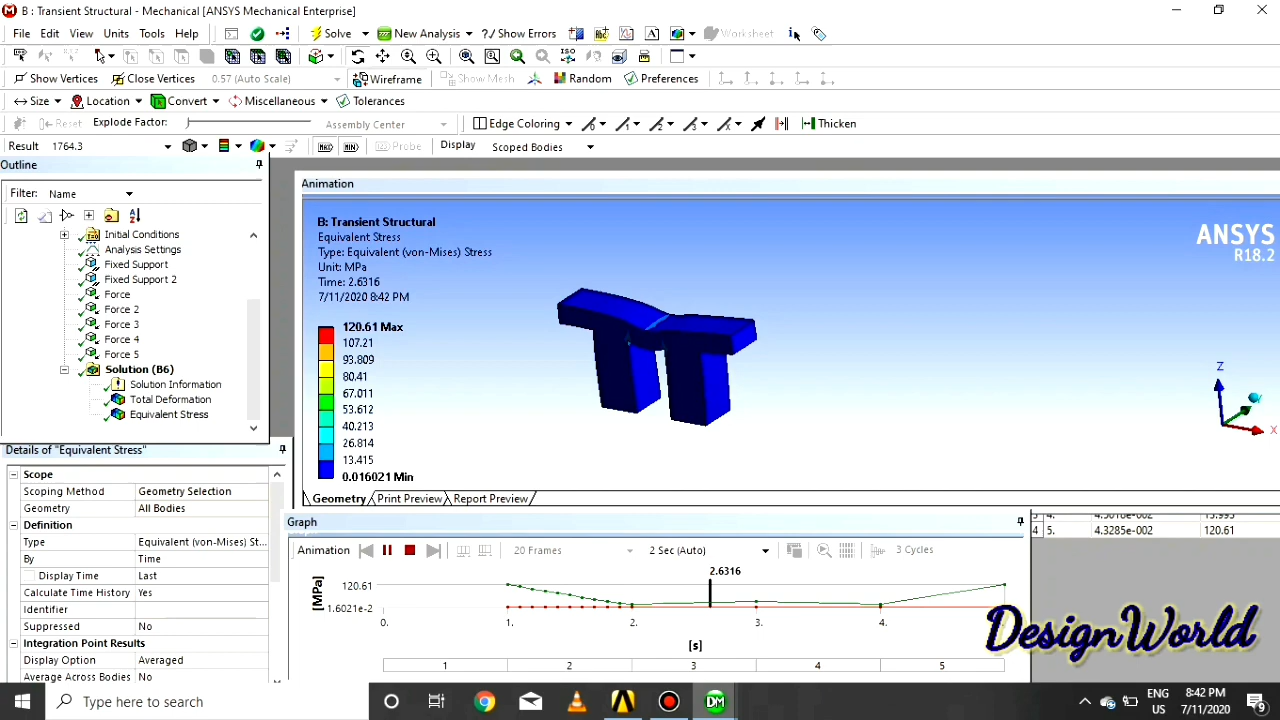 B : Transient Structural - Mechanical [ANSYS Mechanical Enterprise]
File Edit View Units Tools Help Solve New Analysis ?/ Show Errors Worksheet
Show Vertices Close Vertices 0.57 (Auto Scale) Wireframe Show Mesh Random Preferences
Size Location Convert Miscellaneous Tolerances
Reset Explode Factor: Assembly Center Edge Coloring Thicken
Result 1764.3 MAX MIN Probe Display Scoped Bodies
Outline
Filter: Name
Initial Conditions
Analysis Settings
Fixed Support
Fixed Support 2
Force
Force 2
Force 3
Force 4
Force 5
Solution (B6)
Solution Information
Total Deformation
Equivalent Stress
Details of "Equivalent Stress"
Scope
Scoping Method Geometry Selection
Geometry All Bodies
Definition
Type Equivalent (von-Mises) St...
By Time
Display Time Last
Calculate Time History Yes
Identifier
Suppressed No
Integration Point Results
Display Option Averaged
Average Across Bodies No
Animation
B: Transient Structural
Equivalent Stress
Type: Equivalent (von-Mises) Stress
Unit: MPa
Time: 2.6316
7/11/2020 8:42 PM
120.61 Max
107.21
93.809
80.41
67.011
53.612
40.213
26.814
13.415
0.016021 Min
ANSYS
R18.2
Z
Y
X
Geometry Print Preview Report Preview
Graph
Animation 20 Frames 2 Sec (Auto) 3 Cycles
2.6316
[MPa]
120.61
1.6021e-2
0. 1. 2. 3. 4.
[s]
1 2 3 4 5
4 5. 4.3285e-002 120.61
DesignWorld
Type here to search
ENG
US
8:42 PM
7/11/2020
9